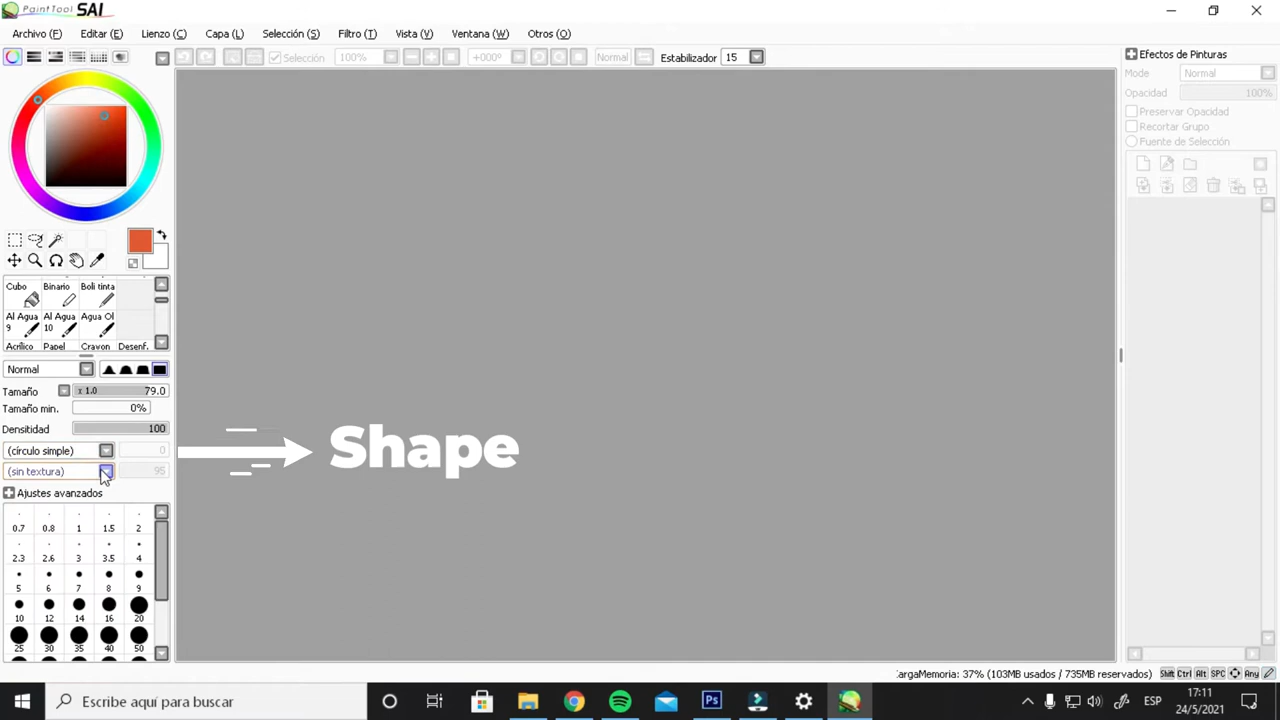 PaintTool SAI
Archivo (F) Editar (E) Lienzo (C) Capa (L) Selección (S) Filtro (T) Vista (V) Ventana (W) Otros (O)
Selección 100% +000° Normal Estabilizador 15
Efectos de Pinturas
Modo Normal
Opacidad 100%
Preservar Opacidad
Recortar Grupo
Fuente de Selección
Cubo Binario Boli tinta
Al Agua 9 Al Agua 10 Agua Ol
Acrílico Papel Crayon Desenf.
Normal
Tamaño x 1.0 79.0
Tamaño min. 0%
Densitidad 100
(círculo simple) 0
(sin textura) 95
Shape
Ajustes avanzados
0.7 0.8 1 1.5 2
2.3 2.6 3 3.5 4
5 6 7 8 9
10 12 14 16 20
25 30 35 40 50
:argaMemoria: 37% (103MB usados / 735MB reservados) Shift Ctrl Alt SPC Any
Escribe aquí para buscar
Ps
ESP
17:11
24/5/2021